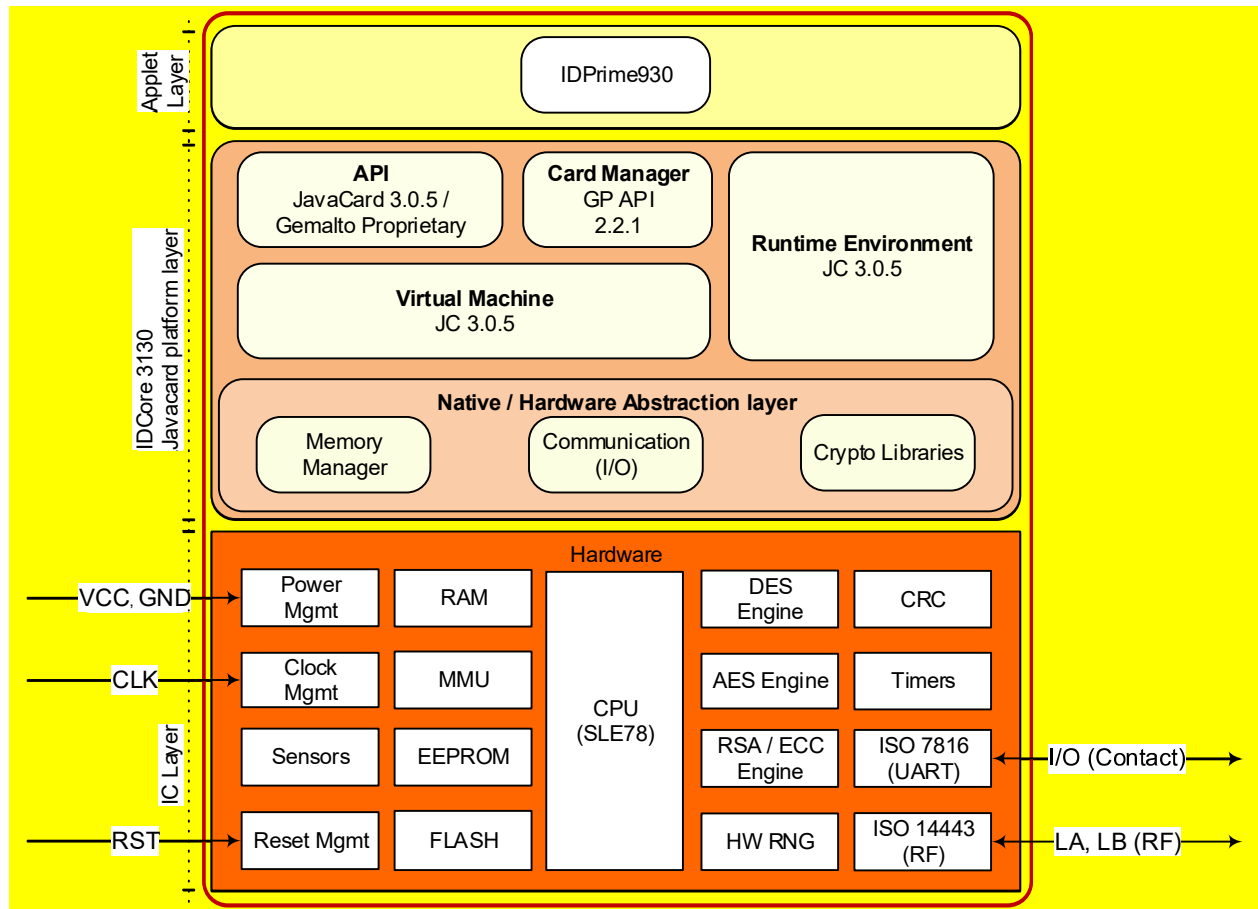 Applet
Layer
IDPrime930
IDCore 3130
Javacard platform layer
API
JavaCard 3.0.5 /
Gemalto Proprietary
Card Manager
GP API
2.2.1
Runtime Environment
JC 3.0.5
Virtual Machine
JC 3.0.5
Native / Hardware Abstraction layer
Memory
Manager
Communication
(I/O)
Crypto Libraries
IC Layer
Hardware
VCC, GND
Power
Mgmt
RAM
CPU
(SLE78)
DES
Engine
CRC
CLK
Clock
Mgmt
MMU
AES Engine
Timers
Sensors
EEPROM
RSA / ECC
Engine
ISO 7816
(UART)
I/O (Contact)
RST
Reset Mgmt
FLASH
HW RNG
ISO 14443
(RF)
LA, LB (RF)